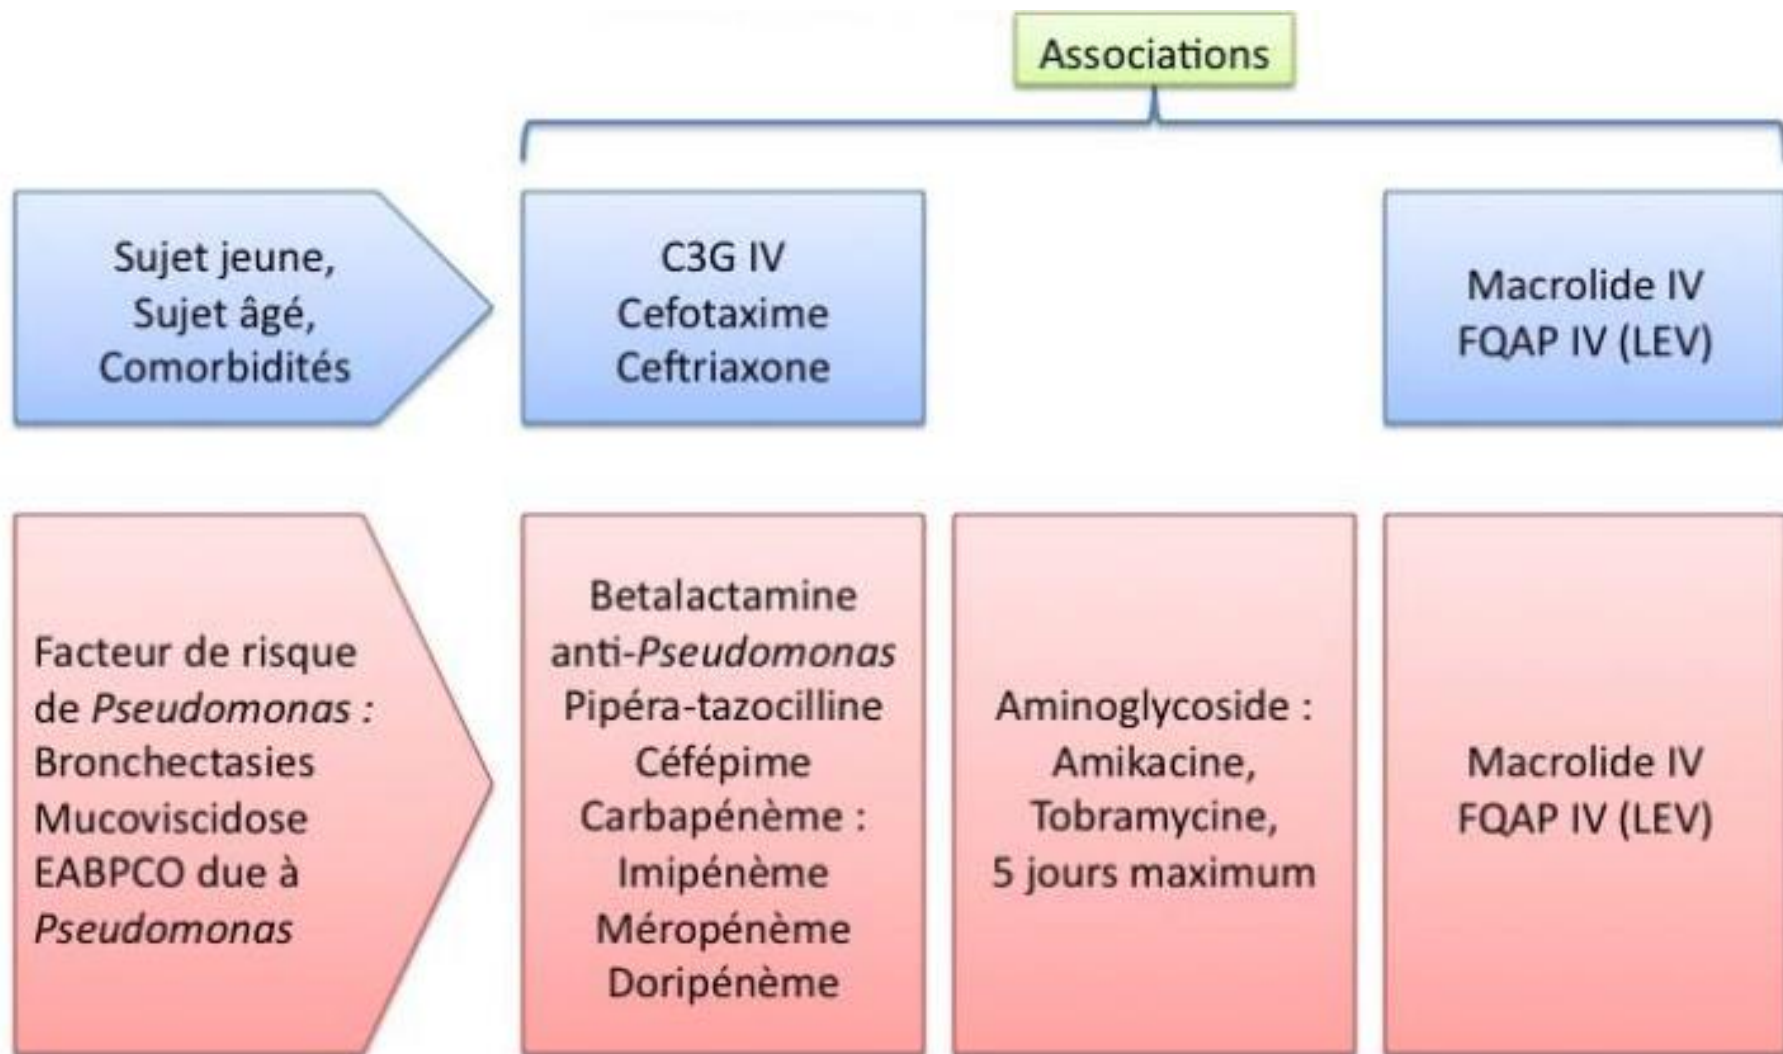 Associations
Sujet jeune,
Sujet âgé,
Comorbidités
C3G IV
Cefotaxime
Ceftriaxone
Macrolide IV
FQAP IV (LEV)
Facteur de risque
de Pseudomonas :
Bronchectasies
Mucoviscidose
EABPCO due à
Pseudomonas
Betalactamine
anti-Pseudomonas
Pipéra-tazocilline
Céfépime
Carbapénème :
Imipénème
Méropénème
Doripénème
Aminoglycoside :
Amikacine,
Tobramycine,
5 jours maximum
Macrolide IV
FQAP IV (LEV)